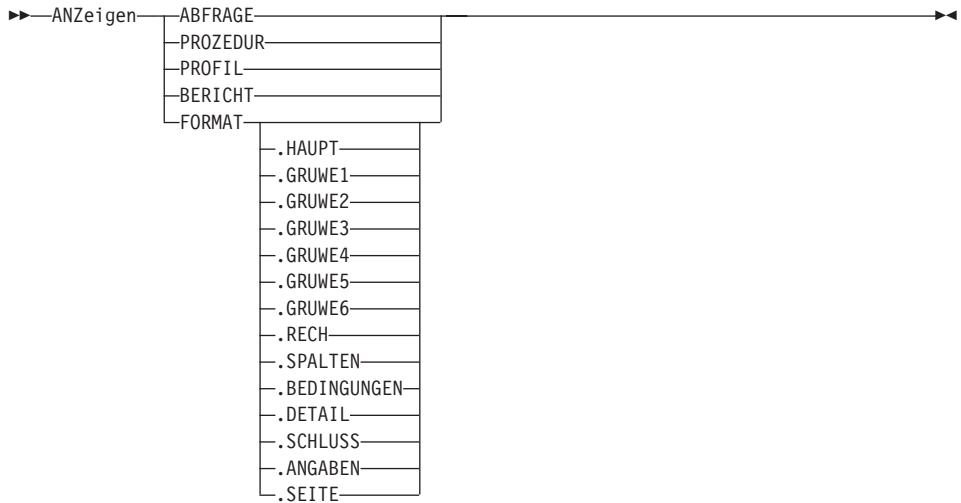 ANZeigen ABFRAGE
PROZEDUR
PROFIL
BERICHT
FORMAT
.HAUPT
.GRUWE1
.GRUWE2
.GRUWE3
.GRUWE4
.GRUWE5
.GRUWE6
.RECH
.SPALTEN
.BEDINGUNGEN
.DETAIL
.SCHLUSS
.ANGABEN
.SEITE